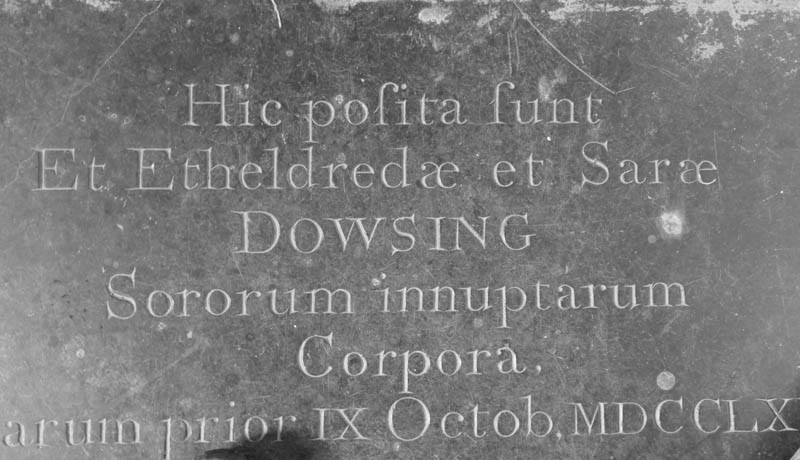 Hic poſita ſunt
Et Etheldredæ et Saræ
DOWSING
Sororum innuptarum
Corpora,
arum prior IX Octob. MDCCLX